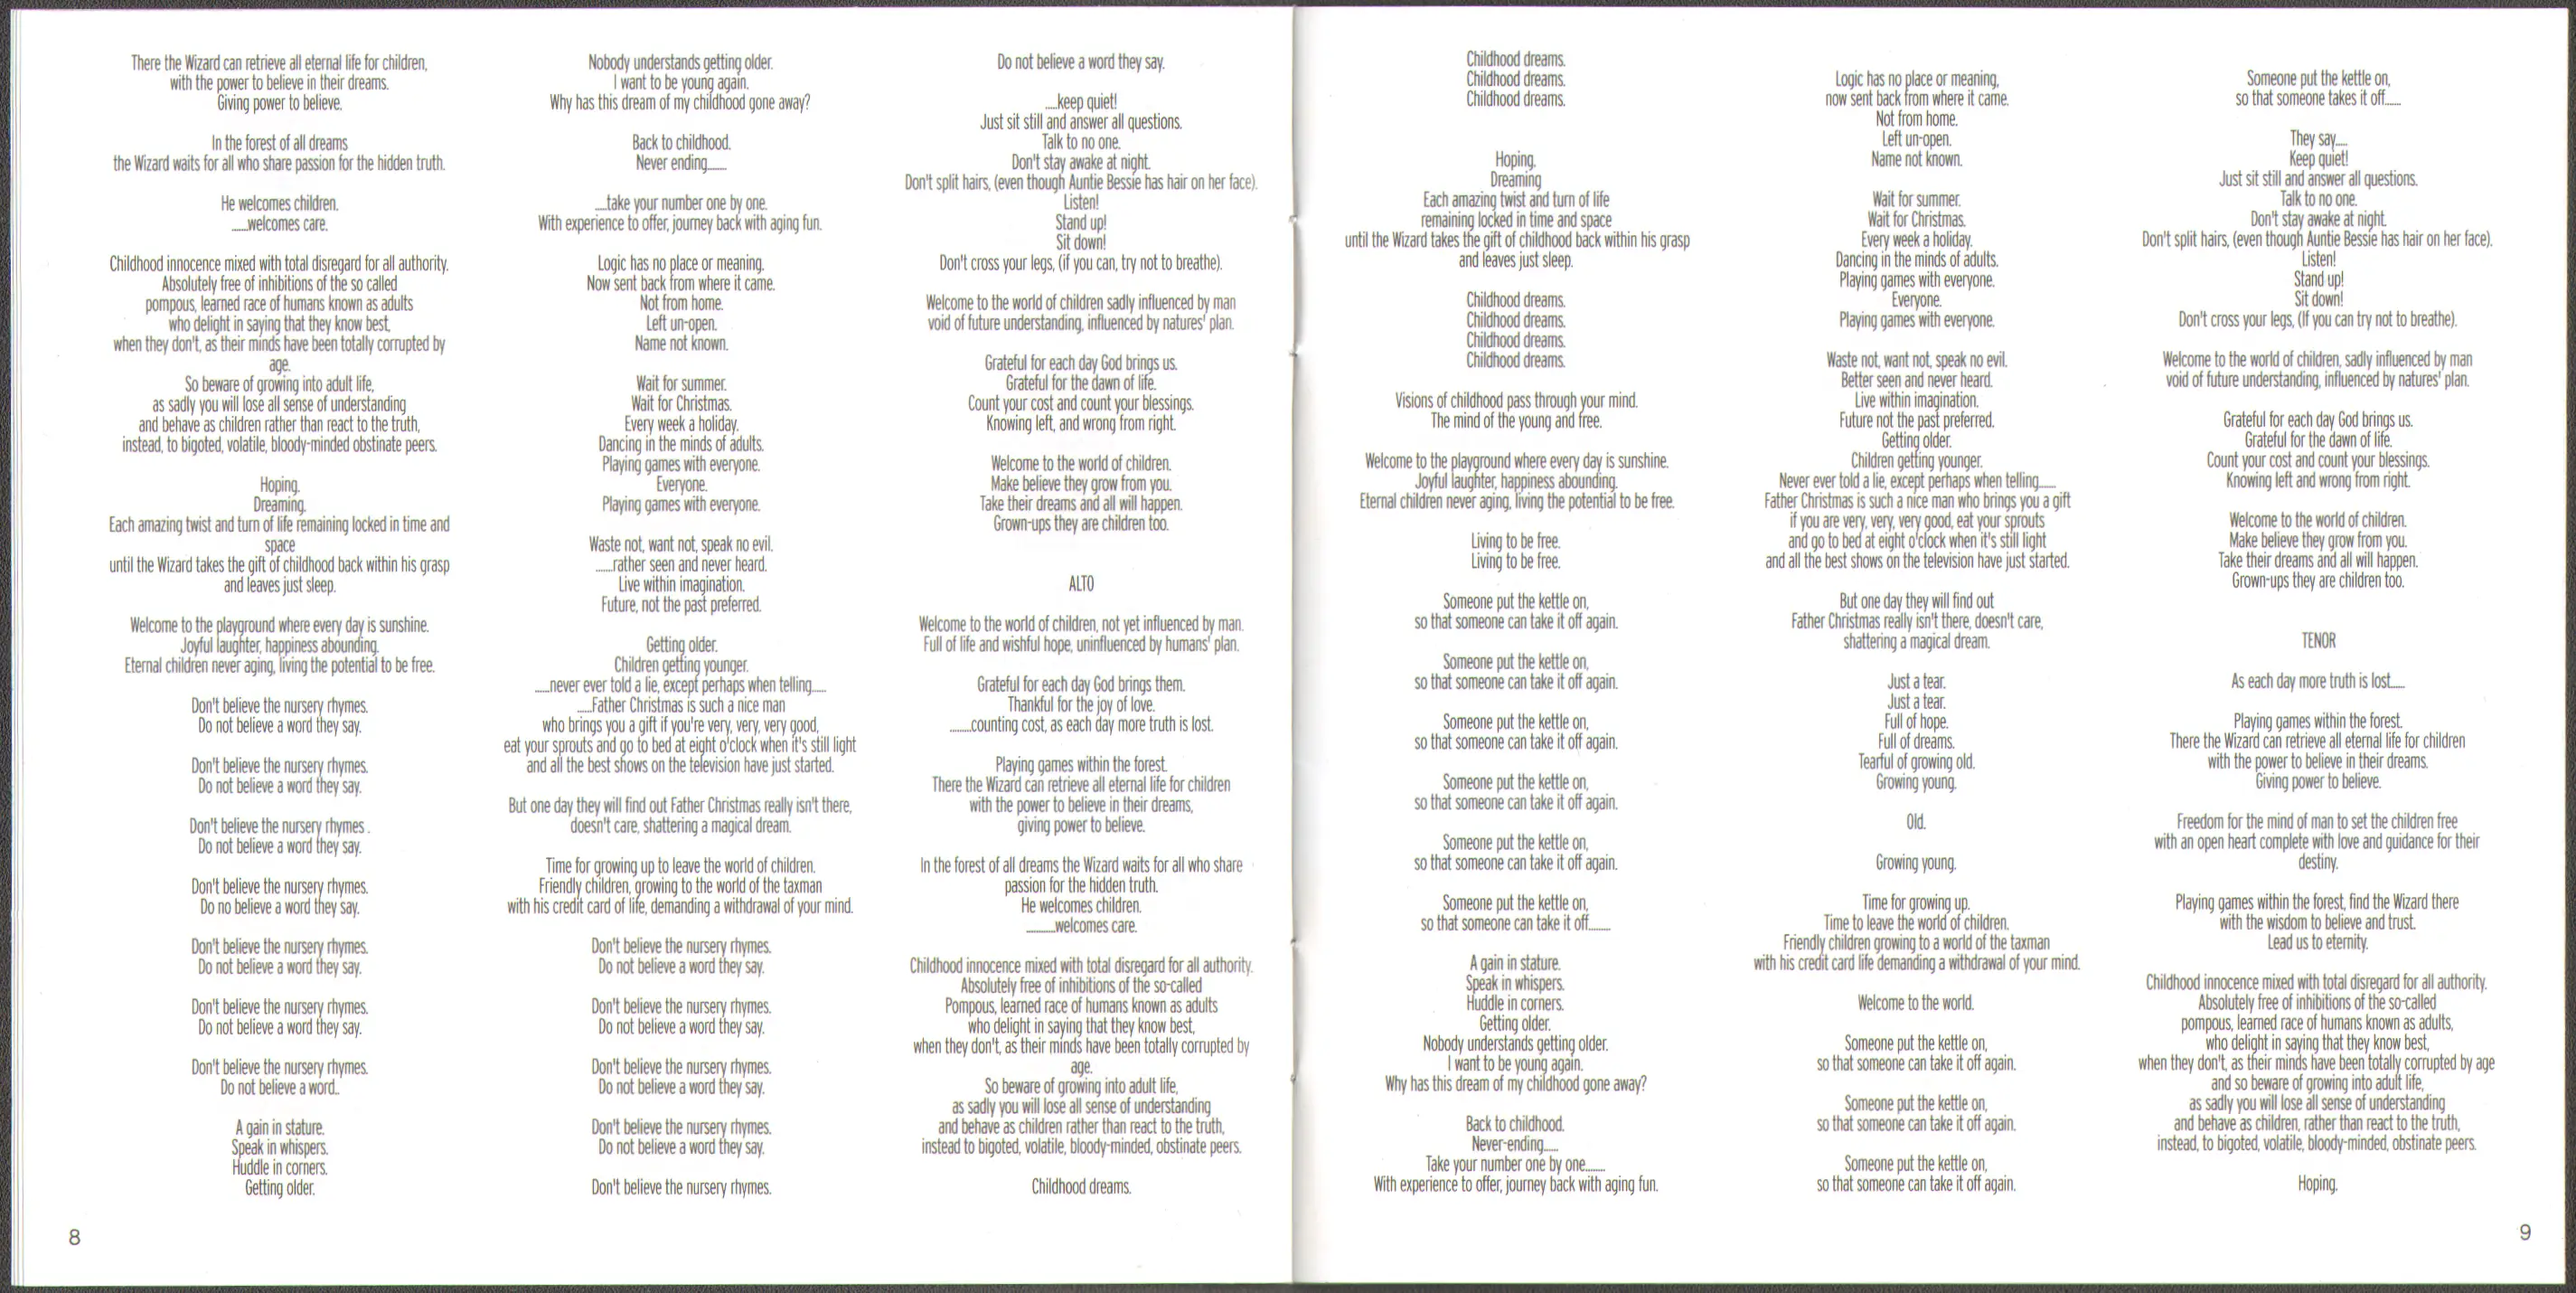 There the Wizard can retrieve all eternal life for children,
with the power to believe in their dreams.
Giving power to believe.
In the forest of all dreams
the Wizard waits for all who share passion for the hidden truth.
He welcomes children.
......welcomes care.
Childhood innocence mixed with total disregard for all authority.
Absolutely free of inhibitions of the so called
pompous, learned race of humans known as adults
who delight in saying that they know best,
when they don't, as their minds have been totally corrupted by
age.
So beware of growing into adult life,
as sadly you will lose all sense of understanding
and behave as children rather than react to the truth,
instead, to bigoted, volatile, bloody-minded obstinate peers.
Hoping.
Dreaming.
Each amazing twist and turn of life remaining locked in time and
space
until the Wizard takes the gift of childhood back within his grasp
and leaves just sleep.
Welcome to the playground where every day is sunshine.
Joyful laughter, happiness abounding.
Eternal children never aging, living the potential to be free.
Don't believe the nursery rhymes.
Do not believe a word they say.
Don't believe the nursery rhymes.
Do not believe a word they say.
Don't believe the nursery rhymes .
Do not believe a word they say.
Don't believe the nursery rhymes.
Do no believe a word they say.
Don't believe the nursery rhymes.
Do not believe a word they say.
Don't believe the nursery rhymes.
Do not believe a word they say.
Don't believe the nursery rhymes.
Do not believe a word..
A gain in stature.
Speak in whispers.
Huddle in corners.
Getting older.
8
Nobody understands getting older.
I want to be young again.
Why has this dream of my childhood gone away?
Back to childhood.
Never ending.......
.....take your number one by one.
With experience to offer, journey back with aging fun.
Logic has no place or meaning.
Now sent back from where it came.
Not from home.
Left un-open.
Name not known.
Wait for summer.
Wait for Christmas.
Every week a holiday.
Dancing in the minds of adults.
Playing games with everyone.
Everyone.
Playing games with everyone.
Waste not, want not, speak no evil.
......rather seen and never heard.
Live within imagination.
Future, not the past preferred.
Getting older.
Children getting younger.
.....never ever told a lie, except perhaps when telling.....
.....Father Christmas is such a nice man
who brings you a gift if you're very, very, very good,
eat your sprouts and go to bed at eight o'clock when it's still light
and all the best shows on the television have just started.
But one day they will find out Father Christmas really isn't there,
doesn't care, shattering a magical dream.
Time for growing up to leave the world of children.
Friendly children, growing to the world of the taxman
with his credit card of life, demanding a withdrawal of your mind.
Don't believe the nursery rhymes.
Do not believe a word they say.
Don't believe the nursery rhymes.
Do not believe a word they say.
Don't believe the nursery rhymes.
Do not believe a word they say.
Don't believe the nursery rhymes.
Do not believe a word they say.
Don't believe the nursery rhymes.
Do not believe a word they say.
.....keep quiet!
Just sit still and answer all questions.
Talk to no one.
Don't stay awake at night.
Don't split hairs, (even though Auntie Bessie has hair on her face).
Listen!
Stand up!
Sit down!
Don't cross your legs, (if you can, try not to breathe).
Welcome to the world of children sadly influenced by man
void of future understanding, influenced by natures' plan.
Grateful for each day God brings us.
Grateful for the dawn of life.
Count your cost and count your blessings.
Knowing left, and wrong from right.
Welcome to the world of children.
Make believe they grow from you.
Take their dreams and all will happen.
Grown-ups they are children too.
ALTO
Welcome to the world of children, not yet influenced by man.
Full of life and wishful hope, uninfluenced by humans' plan.
Grateful for each day God brings them.
Thankful for the joy of love.
........counting cost, as each day more truth is lost.
Playing games within the forest.
There the Wizard can retrieve all eternal life for children
with the power to believe in their dreams,
giving power to believe.
In the forest of all dreams the Wizard waits for all who share
passion for the hidden truth.
He welcomes children.
...........welcomes care.
Childhood innocence mixed with total disregard for all authority.
Absolutely free of inhibitions of the so-called
Pompous, learned race of humans known as adults
who delight in saying that they know best,
when they don't, as their minds have been totally corrupted by
age.
So beware of growing into adult life,
as sadly you will lose all sense of understanding
and behave as children rather than react to the truth,
instead to bigoted, volatile, bloody-minded, obstinate peers.
Childhood dreams.
Childhood dreams.
Childhood dreams.
Childhood dreams.
Hoping.
Dreaming
Each amazing twist and turn of life
remaining locked in time and space
until the Wizard takes the gift of childhood back within his grasp
and leaves just sleep.
Childhood dreams.
Childhood dreams.
Childhood dreams.
Childhood dreams.
Visions of childhood pass through your mind.
The mind of the young and free.
Welcome to the playground where every day is sunshine.
Joyful laughter, happiness abounding.
Eternal children never aging, living the potential to be free.
Living to be free.
Living to be free.
Someone put the kettle on,
so that someone can take it off again.
Someone put the kettle on,
so that someone can take it off again.
Someone put the kettle on,
so that someone can take it off again.
Someone put the kettle on,
so that someone can take it off again.
Someone put the kettle on,
so that someone can take it off again.
Someone put the kettle on,
so that someone can take it off........
A gain in stature.
Speak in whispers.
Huddle in corners.
Getting older.
Nobody understands getting older.
I want to be young again.
Why has this dream of my childhood gone away?
Back to childhood.
Never-ending......
Take your number one by one.......
With experience to offer, journey back with aging fun.
Logic has no place or meaning,
now sent back from where it came.
Not from home.
Left un-open.
Name not known.
Wait for summer.
Wait for Christmas.
Every week a holiday.
Dancing in the minds of adults.
Playing games with everyone.
Everyone.
Playing games with everyone.
Waste not, want not, speak no evil.
Better seen and never heard.
Live within imagination.
Future not the past preferred.
Getting older.
Children getting younger.
Never ever told a lie, except perhaps when telling......
Father Christmas is such a nice man who brings you a gift
if you are very, very, very good, eat your sprouts
and go to bed at eight o'clock when it's still light
and all the best shows on the television have just started.
But one day they will find out
Father Christmas really isn't there, doesn't care,
shattering a magical dream.
Just a tear.
Just a tear.
Full of hope.
Full of dreams.
Tearful of growing old.
Growing young.
Old.
Growing young.
Time for growing up.
Time to leave the world of children.
Friendly children growing to a world of the taxman
with his credit card life demanding a withdrawal of your mind.
Welcome to the world.
Someone put the kettle on,
so that someone can take it off again.
Someone put the kettle on,
so that someone can take it off again.
Someone put the kettle on,
so that someone can take it off again.
Someone put the kettle on,
so that someone takes it off......
They say.....
Keep quiet!
Just sit still and answer all questions.
Talk to no one.
Don't stay awake at night.
Don't split hairs, (even though Auntie Bessie has hair on her face).
Listen!
Stand up!
Sit down!
Don't cross your legs, (If you can try not to breathe).
Welcome to the world of children, sadly influenced by man
void of future understanding, influenced by natures' plan.
Grateful for each day God brings us.
Grateful for the dawn of life.
Count your cost and count your blessings.
Knowing left and wrong from right.
Welcome to the world of children.
Make believe they grow from you.
Take their dreams and all will happen.
Grown-ups they are children too.
TENOR
As each day more truth is lost.....
Playing games within the forest.
There the Wizard can retrieve all eternal life for children
with the power to believe in their dreams.
Giving power to believe.
Freedom for the mind of man to set the children free
with an open heart complete with love and guidance for their
destiny.
Playing games within the forest, find the Wizard there
with the wisdom to believe and trust.
Lead us to eternity.
Childhood innocence mixed with total disregard for all authority.
Absolutely free of inhibitions of the so-called
pompous, learned race of humans known as adults,
who delight in saying that they know best,
when they don't, as their minds have been totally corrupted by age
and so beware of growing into adult life,
as sadly you will lose all sense of understanding
and behave as children, rather than react to the truth,
instead, to bigoted, volatile, bloody-minded, obstinate peers.
Hoping.
9